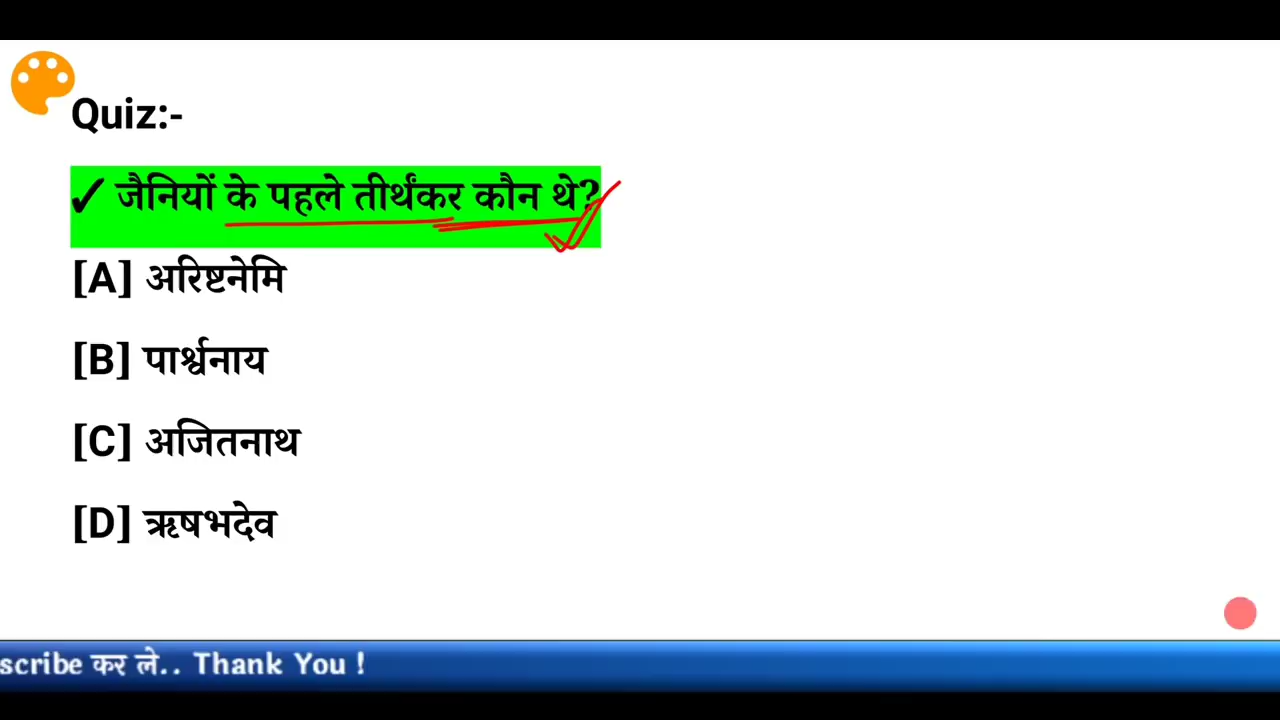 Quiz:-
✓ जैनियों के पहले तीर्थंकर कौन थे?
[A] अरिष्टनेमि
[B] पार्श्वनाय
[C] अजितनाथ
[D] ऋषभदेव
scribe कर ले.. Thank You !